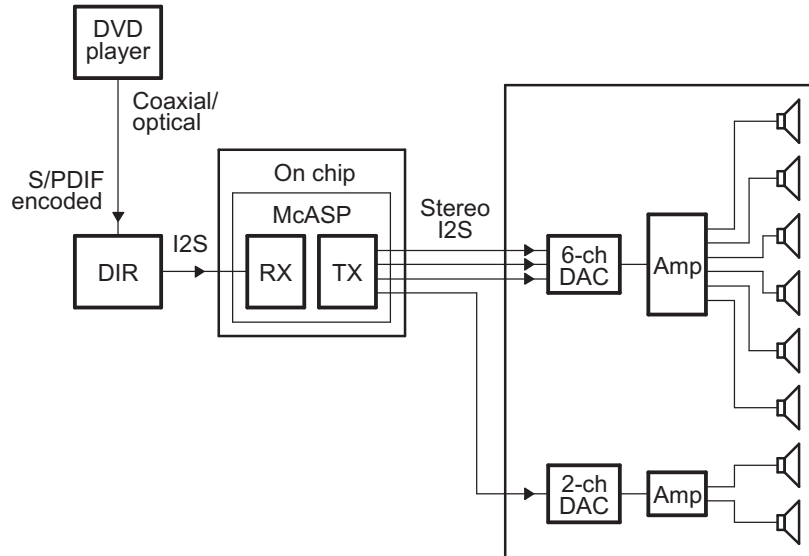 DVD
player
Coaxial/
optical
S/PDIF
encoded
DIR
I2S
On chip
McASP
RX
TX
Stereo
I2S
6-ch
DAC
Amp
2-ch
DAC
Amp